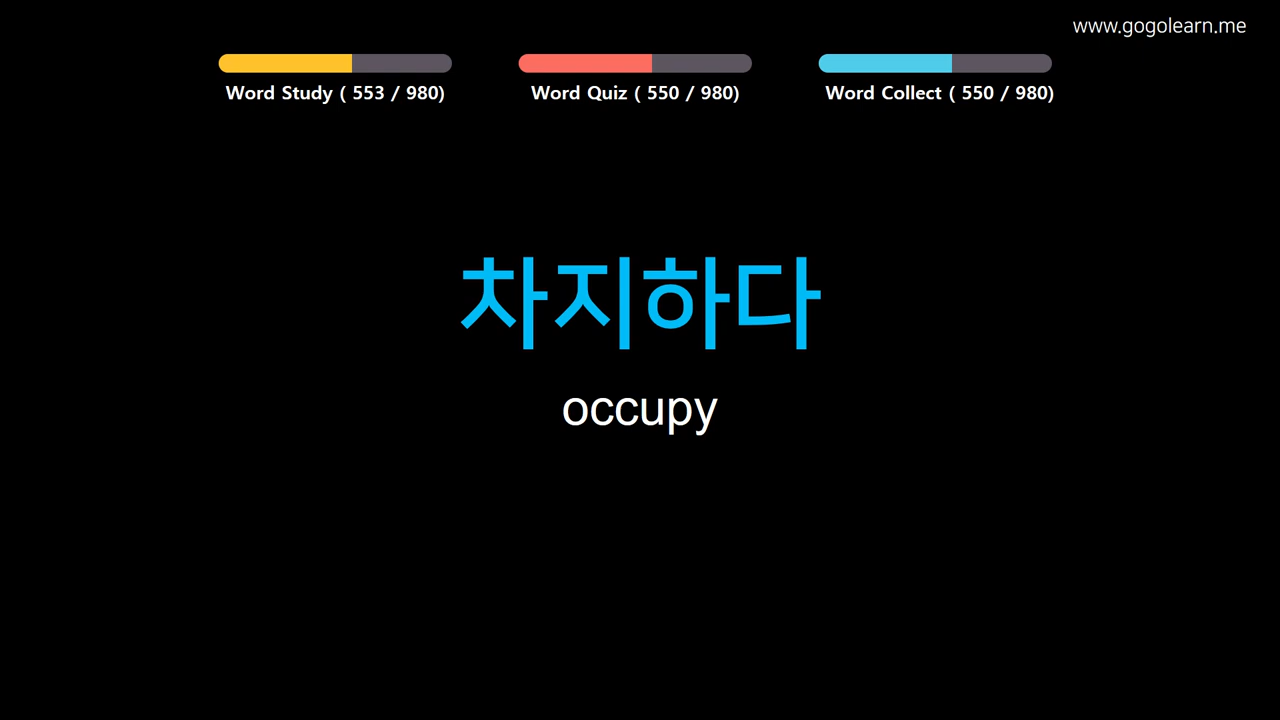 www.gogolearn.me
Word Study ( 553 / 980)
Word Quiz ( 550 / 980)
Word Collect ( 550 / 980)
차지하다
occupy